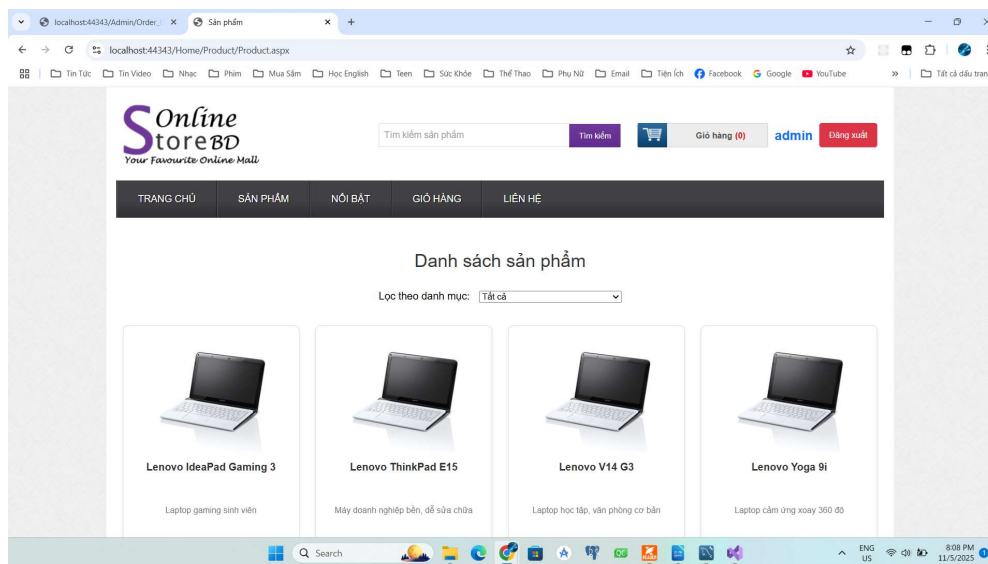 localhost:44343/Admin/Order_
Sản phẩm
localhost:44343/Home/Product/Product.aspx
Tin Tức Tin Video Nhạc Phim Mua Sắm Học English Teen Sức Khỏe Thể Thao Phụ Nữ Email Tiện Ích Facebook Google YouTube » Tất cả dấu tran
Online
Store BD
Your Favourite Online Mall
Tìm kiếm sản phẩm
Tìm kiếm
Giỏ hàng (0)
admin
Đăng xuất
TRANG CHỦ SẢN PHẨM NỔI BẬT GIỎ HÀNG LIÊN HỆ
Danh sách sản phẩm
Lọc theo danh mục: Tất cả
Lenovo IdeaPad Gaming 3
Laptop gaming sinh viên
Lenovo ThinkPad E15
Máy doanh nghiệp bền, dễ sửa chữa
Lenovo V14 G3
Laptop học tập, văn phòng cơ bản
Lenovo Yoga 9i
Laptop cảm ứng xoay 360 độ
Search
ENG
US
8:08 PM
11/5/2025